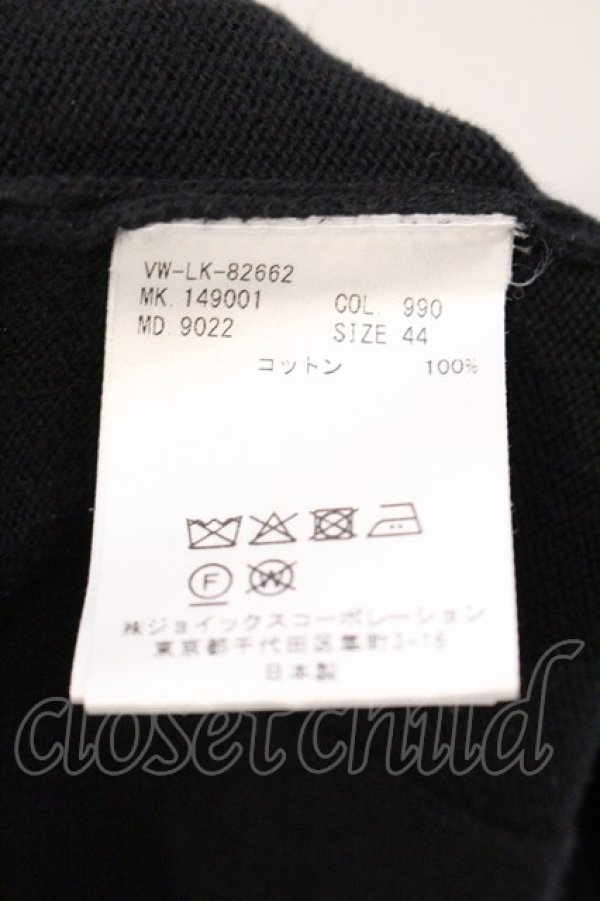 VW-LK-82662
MK. 149001 COL. 990
MD. 9022 SIZE 44
コットン 100%
F W
㈱ジョイックスコーポレーション
東京都千代田区隼町3-16
日本製
closet child